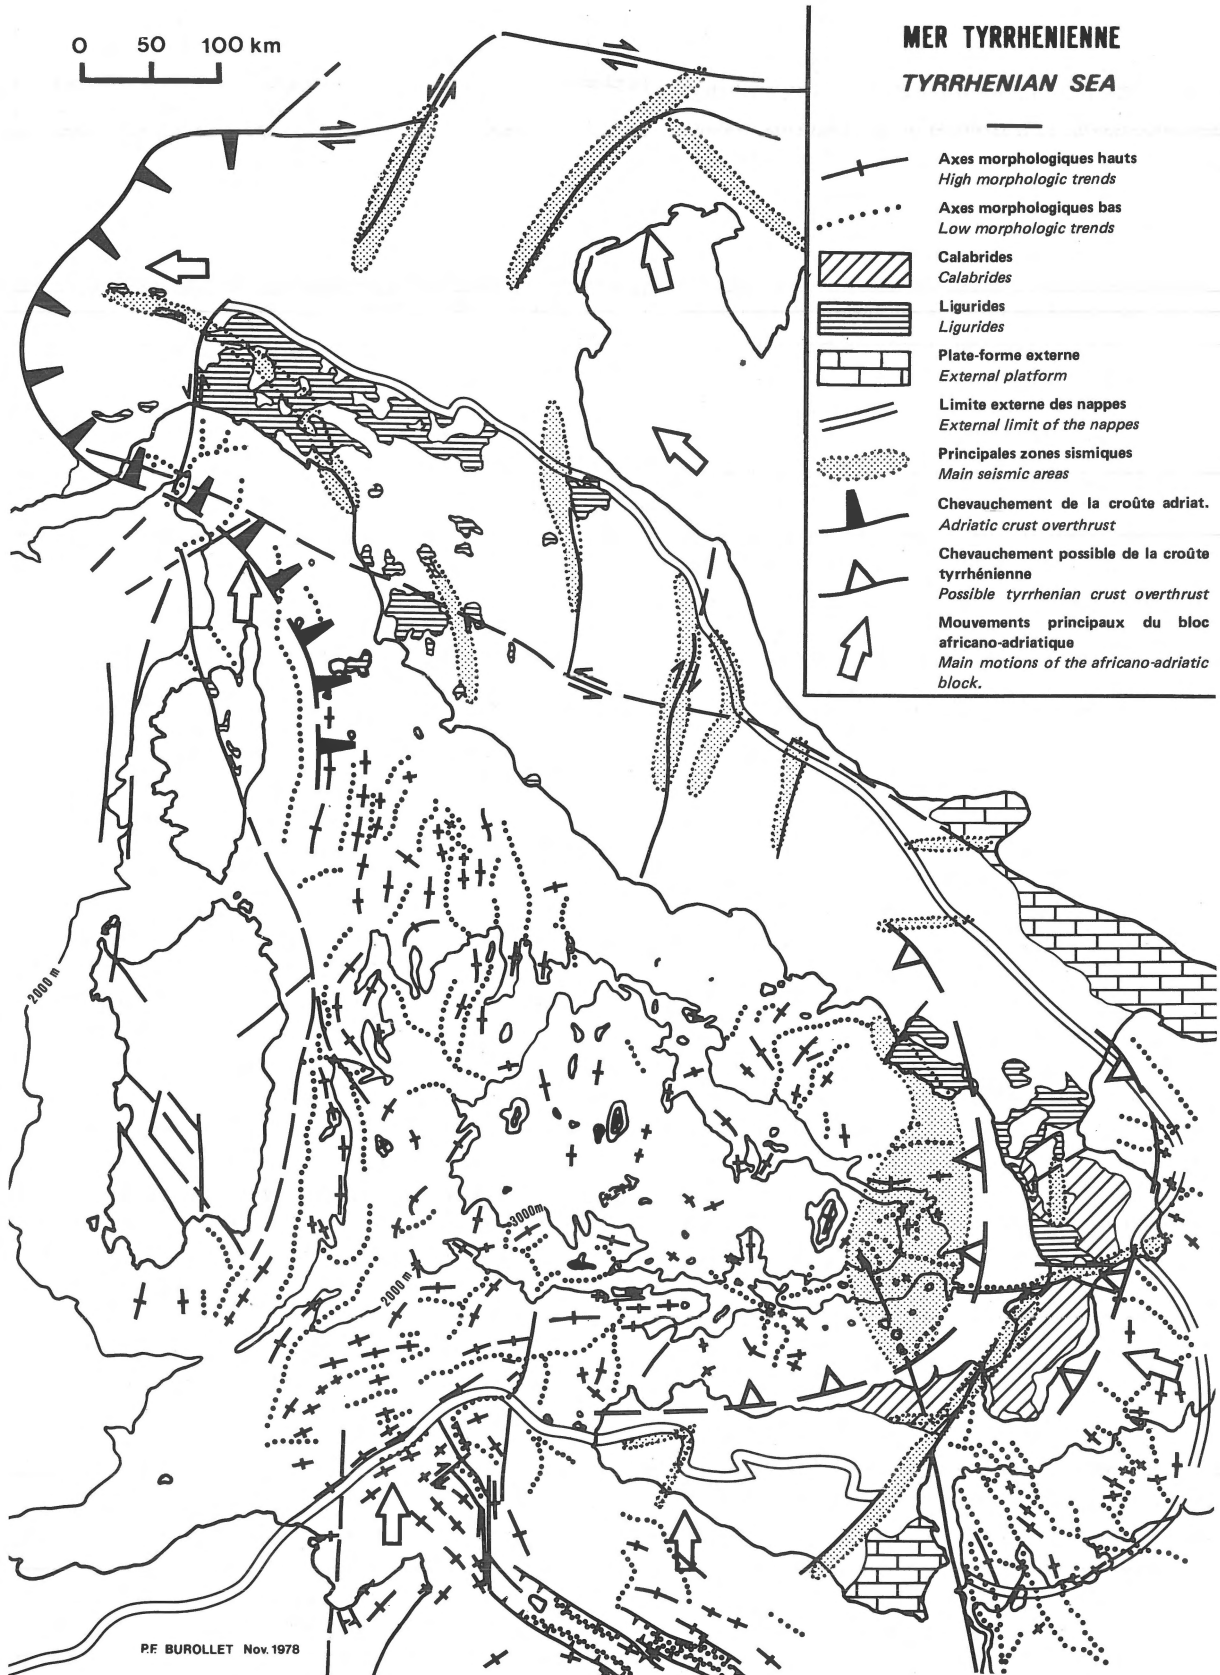 0 50 100 km
MER TYRRHENIENNE
TYRRHENIAN SEA
Axes morphologiques hauts
High morphologic trends
Axes morphologiques bas
Low morphologic trends
Calabrides
Calabrides
Ligurides
Ligurides
Plate-forme externe
External platform
Limite externe des nappes
External limit of the nappes
Principales zones sismiques
Main seismic areas
Chevauchement de la croûte adriat.
Adriatic crust overthrust
Chevauchement possible de la croûte
tyrrhénienne
Possible tyrrhenian crust overthrust
Mouvements principaux du bloc
africano-adriatique
Main motions of the africano-adriatic
block.
2000 m
3000m
2000 m
P.F. BUROLLET Nov. 1978